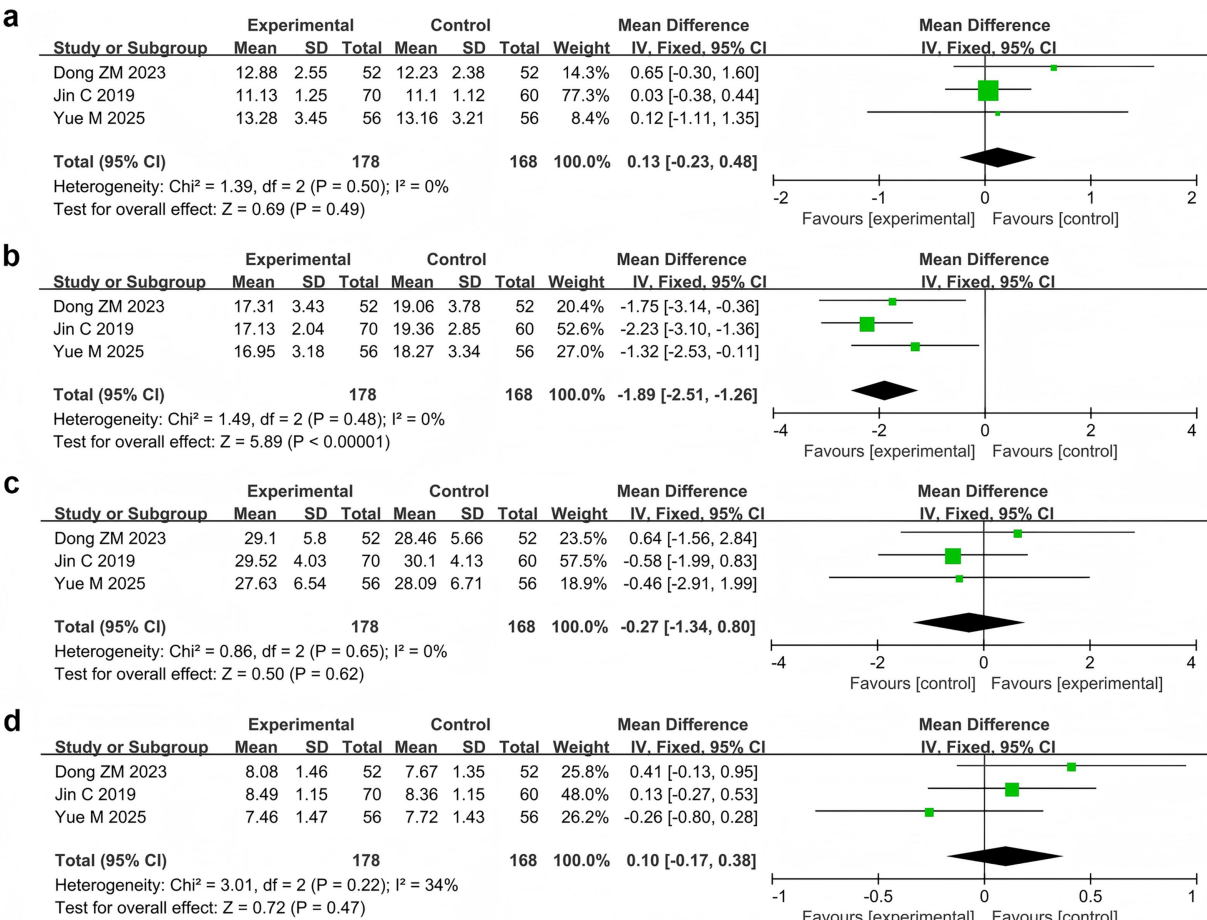 a
Experimental Control Mean Difference Mean Difference
Study or Subgroup Mean SD Total Mean SD Total Weight IV, Fixed, 95% CI IV, Fixed, 95% CI
Dong ZM 2023 12.88 2.55 52 12.23 2.38 52 14.3% 0.65 [-0.30, 1.60]
Jin C 2019 11.13 1.25 70 11.1 1.12 60 77.3% 0.03 [-0.38, 0.44]
Yue M 2025 13.28 3.45 56 13.16 3.21 56 8.4% 0.12 [-1.11, 1.35]
Total (95% CI) 178 168 100.0% 0.13 [-0.23, 0.48]
Heterogeneity: Chi² = 1.39, df = 2 (P = 0.50); I² = 0%
Test for overall effect: Z = 0.69 (P = 0.49)
-2 -1 0 1 2
Favours [experimental] Favours [control]
b
Experimental Control Mean Difference Mean Difference
Study or Subgroup Mean SD Total Mean SD Total Weight IV, Fixed, 95% CI IV, Fixed, 95% CI
Dong ZM 2023 17.31 3.43 52 19.06 3.78 52 20.4% -1.75 [-3.14, -0.36]
Jin C 2019 17.13 2.04 70 19.36 2.85 60 52.6% -2.23 [-3.10, -1.36]
Yue M 2025 16.95 3.18 56 18.27 3.34 56 27.0% -1.32 [-2.53, -0.11]
Total (95% CI) 178 168 100.0% -1.89 [-2.51, -1.26]
Heterogeneity: Chi² = 1.49, df = 2 (P = 0.48); I² = 0%
Test for overall effect: Z = 5.89 (P < 0.00001)
-4 -2 0 2 4
Favours [experimental] Favours [control]
c
Experimental Control Mean Difference Mean Difference
Study or Subgroup Mean SD Total Mean SD Total Weight IV, Fixed, 95% CI IV, Fixed, 95% CI
Dong ZM 2023 29.1 5.8 52 28.46 5.66 52 23.5% 0.64 [-1.56, 2.84]
Jin C 2019 29.52 4.03 70 30.1 4.13 60 57.5% -0.58 [-1.99, 0.83]
Yue M 2025 27.63 6.54 56 28.09 6.71 56 18.9% -0.46 [-2.91, 1.99]
Total (95% CI) 178 168 100.0% -0.27 [-1.34, 0.80]
Heterogeneity: Chi² = 0.86, df = 2 (P = 0.65); I² = 0%
Test for overall effect: Z = 0.50 (P = 0.62)
-4 -2 0 2 4
Favours [control] Favours [experimental]
d
Experimental Control Mean Difference Mean Difference
Study or Subgroup Mean SD Total Mean SD Total Weight IV, Fixed, 95% CI IV, Fixed, 95% CI
Dong ZM 2023 8.08 1.46 52 7.67 1.35 52 25.8% 0.41 [-0.13, 0.95]
Jin C 2019 8.49 1.15 70 8.36 1.15 60 48.0% 0.13 [-0.27, 0.53]
Yue M 2025 7.46 1.47 56 7.72 1.43 56 26.2% -0.26 [-0.80, 0.28]
Total (95% CI) 178 168 100.0% 0.10 [-0.17, 0.38]
Heterogeneity: Chi² = 3.01, df = 2 (P = 0.22); I² = 34%
Test for overall effect: Z = 0.72 (P = 0.47)
-1 -0.5 0 0.5 1
Favours [experimental] Favours [control]